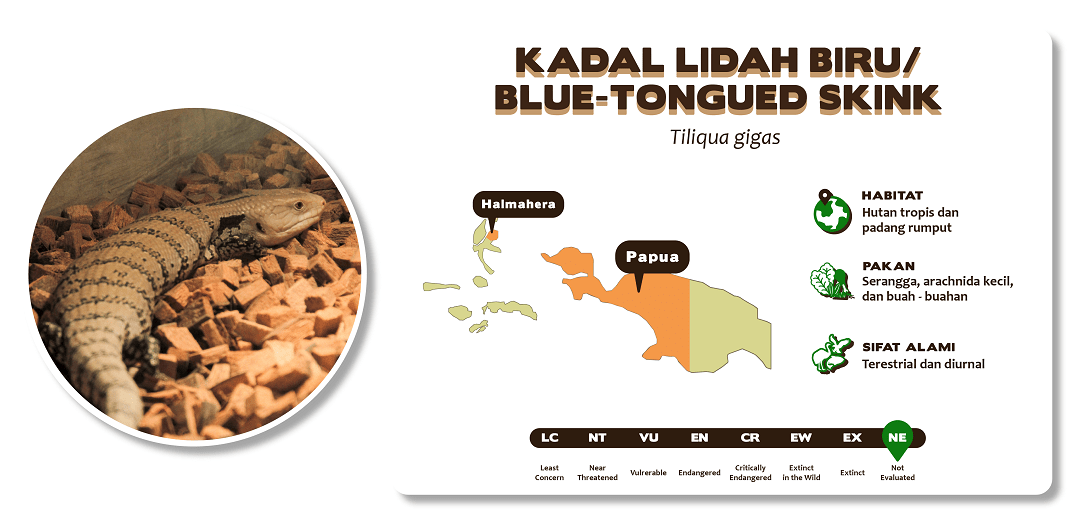 KADAL LIDAH BIRU/
BLUE-TONGUED SKINK
Tiliqua gigas
Halmahera
Papua
HABITAT
Hutan tropis dan
padang rumput
PAKAN
Serangga, arachnida kecil,
dan buah - buahan
SIFAT ALAMI
Terestrial dan diurnal
LC NT VU EN CR EW EX NE
Least Concern
Near Threatened
Vulrerable
Endangered
Critically Endangered
Extinct in the Wild
Extinct
Not Evaluated